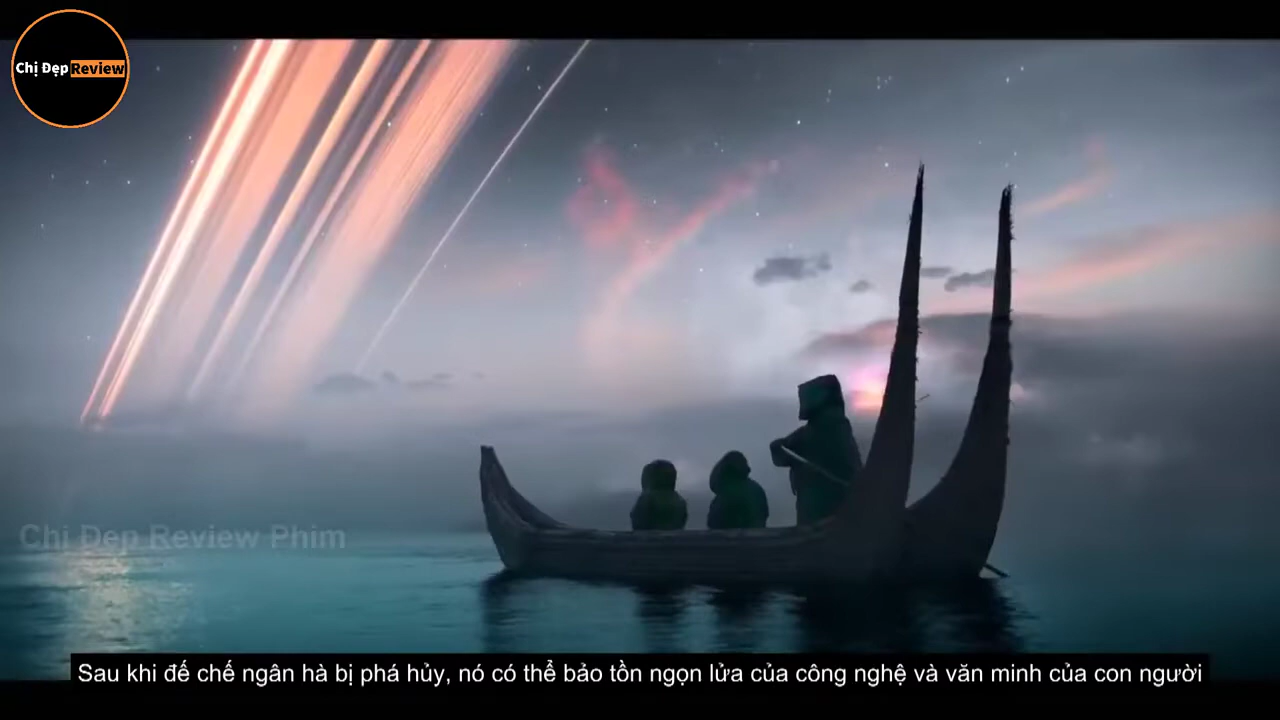 Chị Đẹp Review
Chị Đẹp Review Phim
Sau khi đế chế ngân hà bị phá hủy, nó có thể bảo tồn ngọn lửa của công nghệ và văn minh của con người